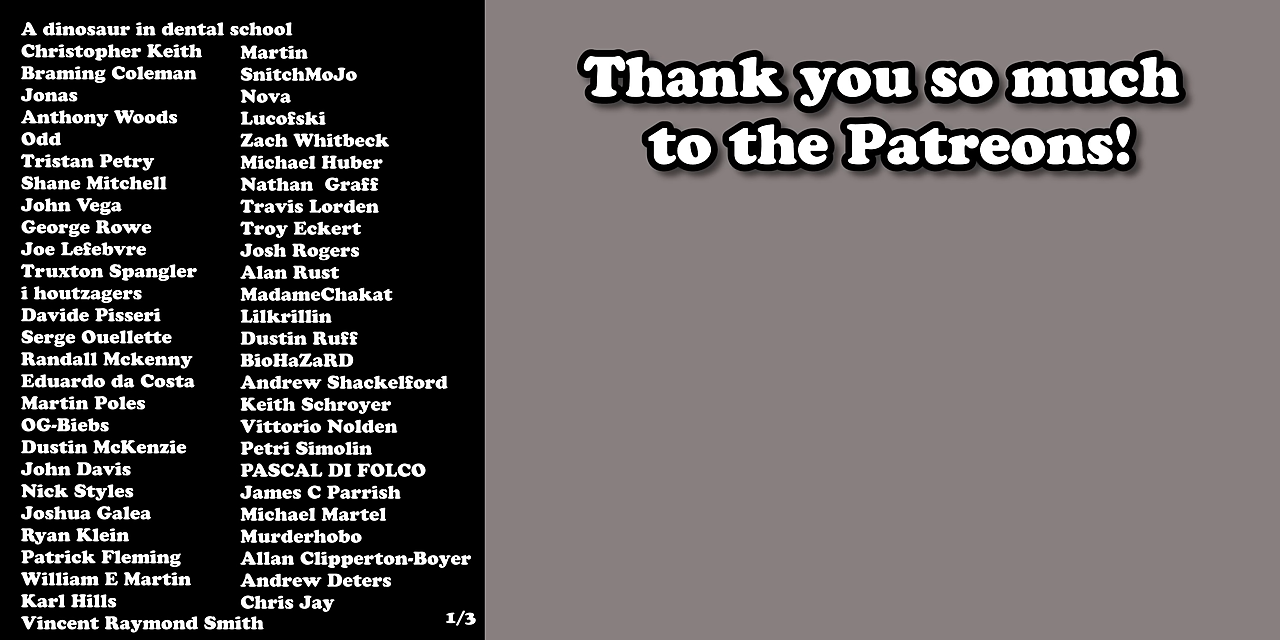 A dinosaur in dental school
Christopher Keith
Braming Coleman
Jonas
Anthony Woods
Odd
Tristan Petry
Shane Mitchell
John Vega
George Rowe
Joe Lefebvre
Truxton Spangler
i houtzagers
Davide Pisseri
Serge Ouellette
Randall Mckenny
Eduardo da Costa
Martin Poles
OG-Biebs
Dustin McKenzie
John Davis
Nick Styles
Joshua Galea
Ryan Klein
Patrick Fleming
William E Martin
Karl Hills
Vincent Raymond Smith
Martin
SnitchMoJo
Nova
Lucofski
Zach Whitbeck
Michael Huber
Nathan  Graff
Travis Lorden
Troy Eckert
Josh Rogers
Alan Rust
MadameChakat
Lilkrillin
Dustin Ruff
BioHaZaRD
Andrew Shackelford
Keith Schroyer
Vittorio Nolden
Petri Simolin
PASCAL DI FOLCO
James C Parrish
Michael Martel
Murderhobo
Allan Clipperton-Boyer
Andrew Deters
Chris Jay
1/3
Thank you so much
to the Patreons!